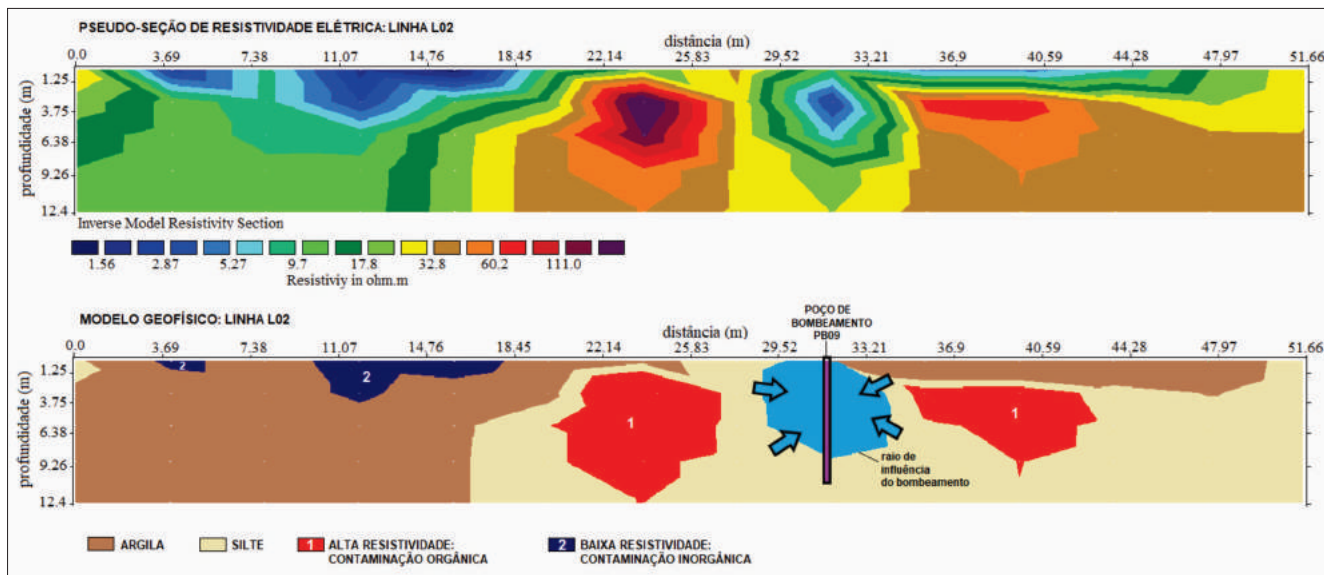 PSEUDO-SEÇÃO DE RESISTIVIDADE ELÉTRICA: LINHA L02
distância (m)
0.0 3.69 7.38 11.07 14.76 18.45 22.14 25.83 29.52 33.21 36.9 40.59 44.28 47.97 51.66
profundidade (m)
1.25
3.75
6.38
9.26
12.4
Inverse Model Resistivity Section
1.56 2.87 5.27 9.7 17.8 32.8 60.2 111.0
Resistiviy in ohm.m
MODELO GEOFÍSICO: LINHA L02
POÇO DE
BOMBEAMENTO
PB09
distância (m)
0.0 3.69 7.38 11.07 14.76 18.45 22.14 25.83 29.52 33.21 36.9 40.59 44.28 47.97 51.66
profundidade (m)
1.25
3.75
6.38
9.26
12.4
2
2
1
1
raio de
influência
do bombeamento
ARGILA
SILTE
1 ALTA RESISTIVIDADE:
CONTAMINAÇÃO ORGÂNICA
2 BAIXA RESISTIVIDADE:
CONTAMINAÇÃO INORGÂNICA